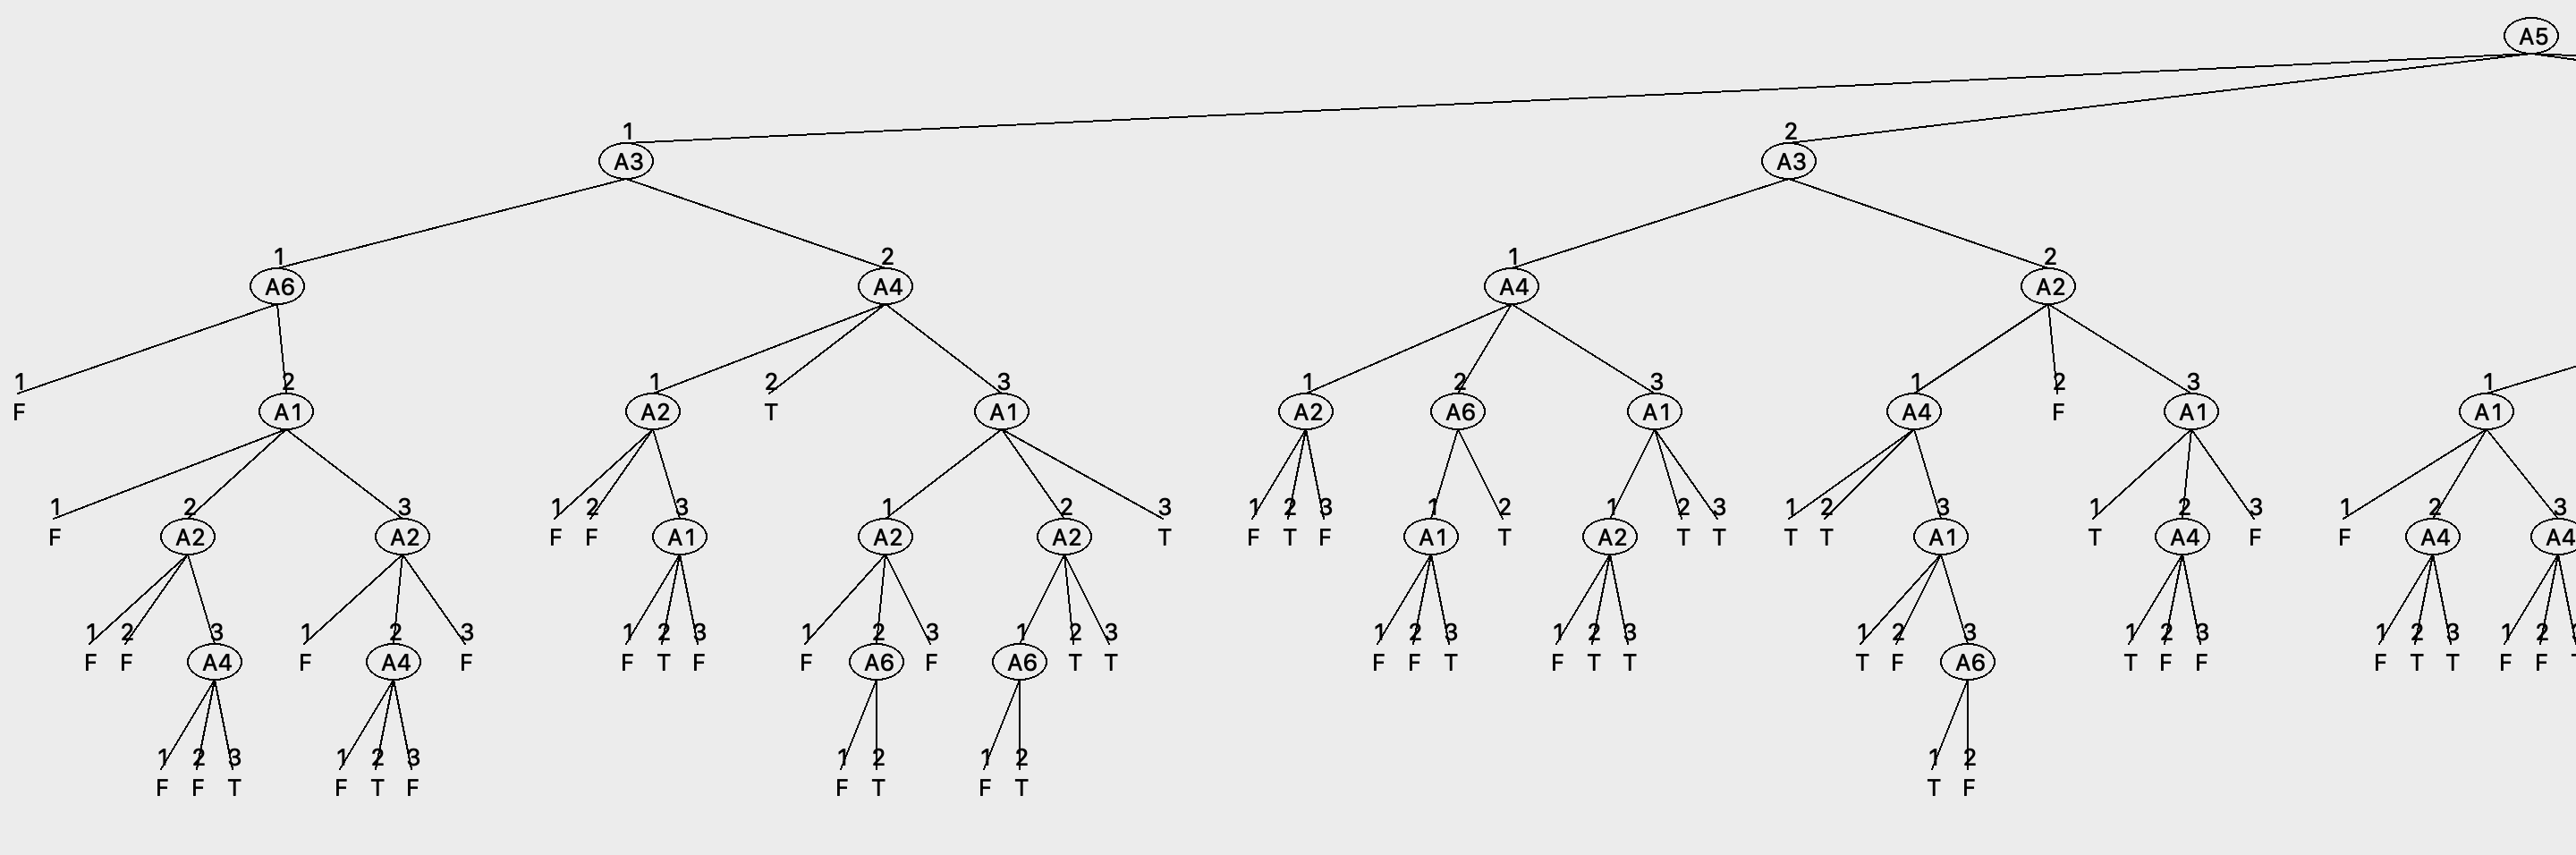 A5
1 2
A3 A3
1 2 1 2
A6 A4 A4 A2
1 2 1 2 3 1 2 3 1 2 3 1
F A1 A2 T A1 A2 A6 A1 A4 F A1 A1
1 2 3 1 2 3 1 2 3 1 2 3 1 2 1 2 3 1 2 3 1 2 3 1 2 3
F A2 A2 F F A1 A2 A2 T F T F A1 T A2 T T T T A1 T A4 F F A4 A4
1 2 3 1 2 3 1 2 3 1 2 3 1 2 3 1 2 3 1 2 3 1 2 3 1 2 3 1 2 3 1 2
F F A4 F A4 F F T F F A6 F A6 T T F F T F T T T F A6 T F F F T T F F
1 2 3 1 2 3 1 2 1 2 1 2
F F T F T F F T F T T F